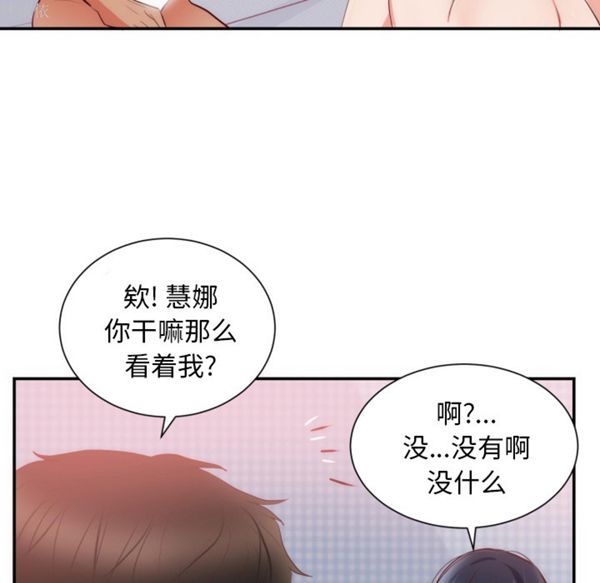 依
欸! 慧娜
你干嘛那么
看着我?
啊?...
没...没有啊
没什么